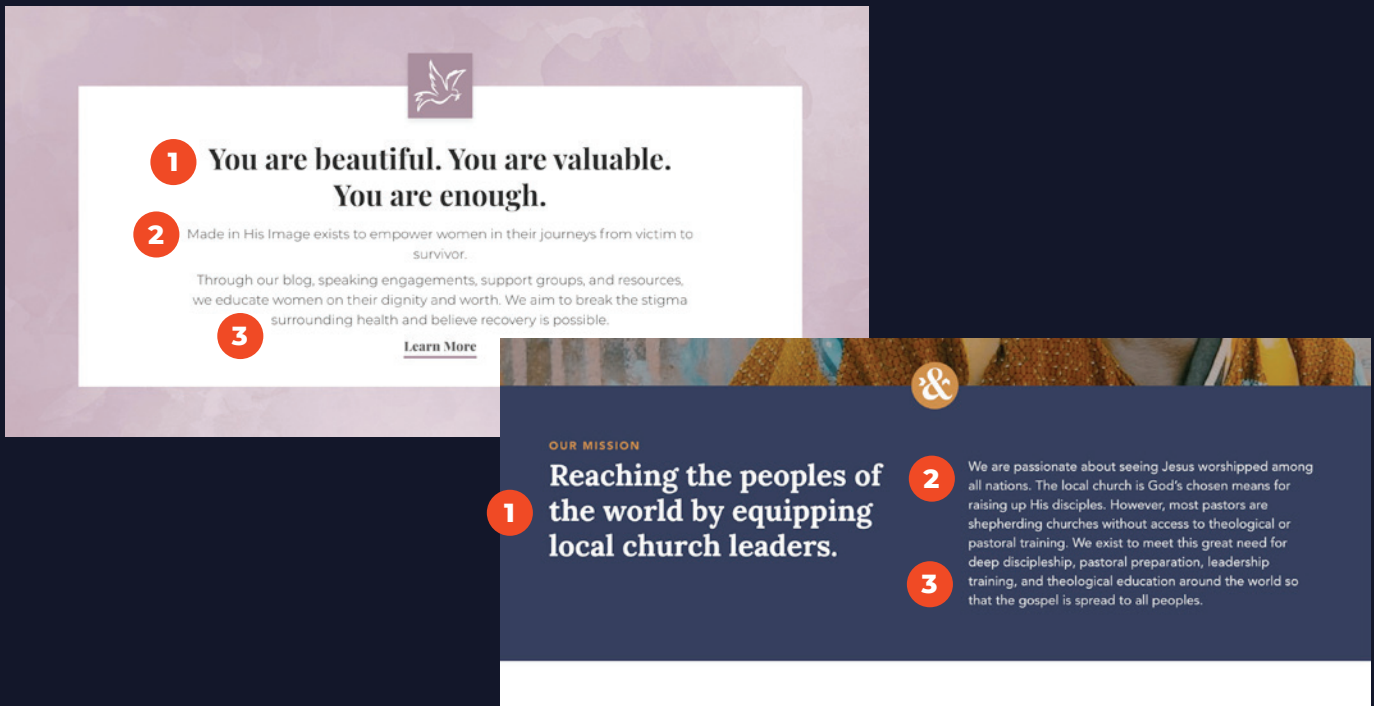 1
You are beautiful. You are valuable.
You are enough.
2
Made in His Image exists to empower women in their journeys from victim to
survivor.
Through our blog, speaking engagements, support groups, and resources,
we educate women on their dignity and worth. We aim to break the stigma
surrounding health and believe recovery is possible.
3
Learn More
&
OUR MISSION
1
Reaching the peoples of
the world by equipping
local church leaders.
2
We are passionate about seeing Jesus worshipped among
all nations. The local church is God’s chosen means for
raising up His disciples. However, most pastors are
shepherding churches without access to theological or
pastoral training. We exist to meet this great need for
deep discipleship, pastoral preparation, leadership
3
training, and theological education around the world so
that the gospel is spread to all peoples.